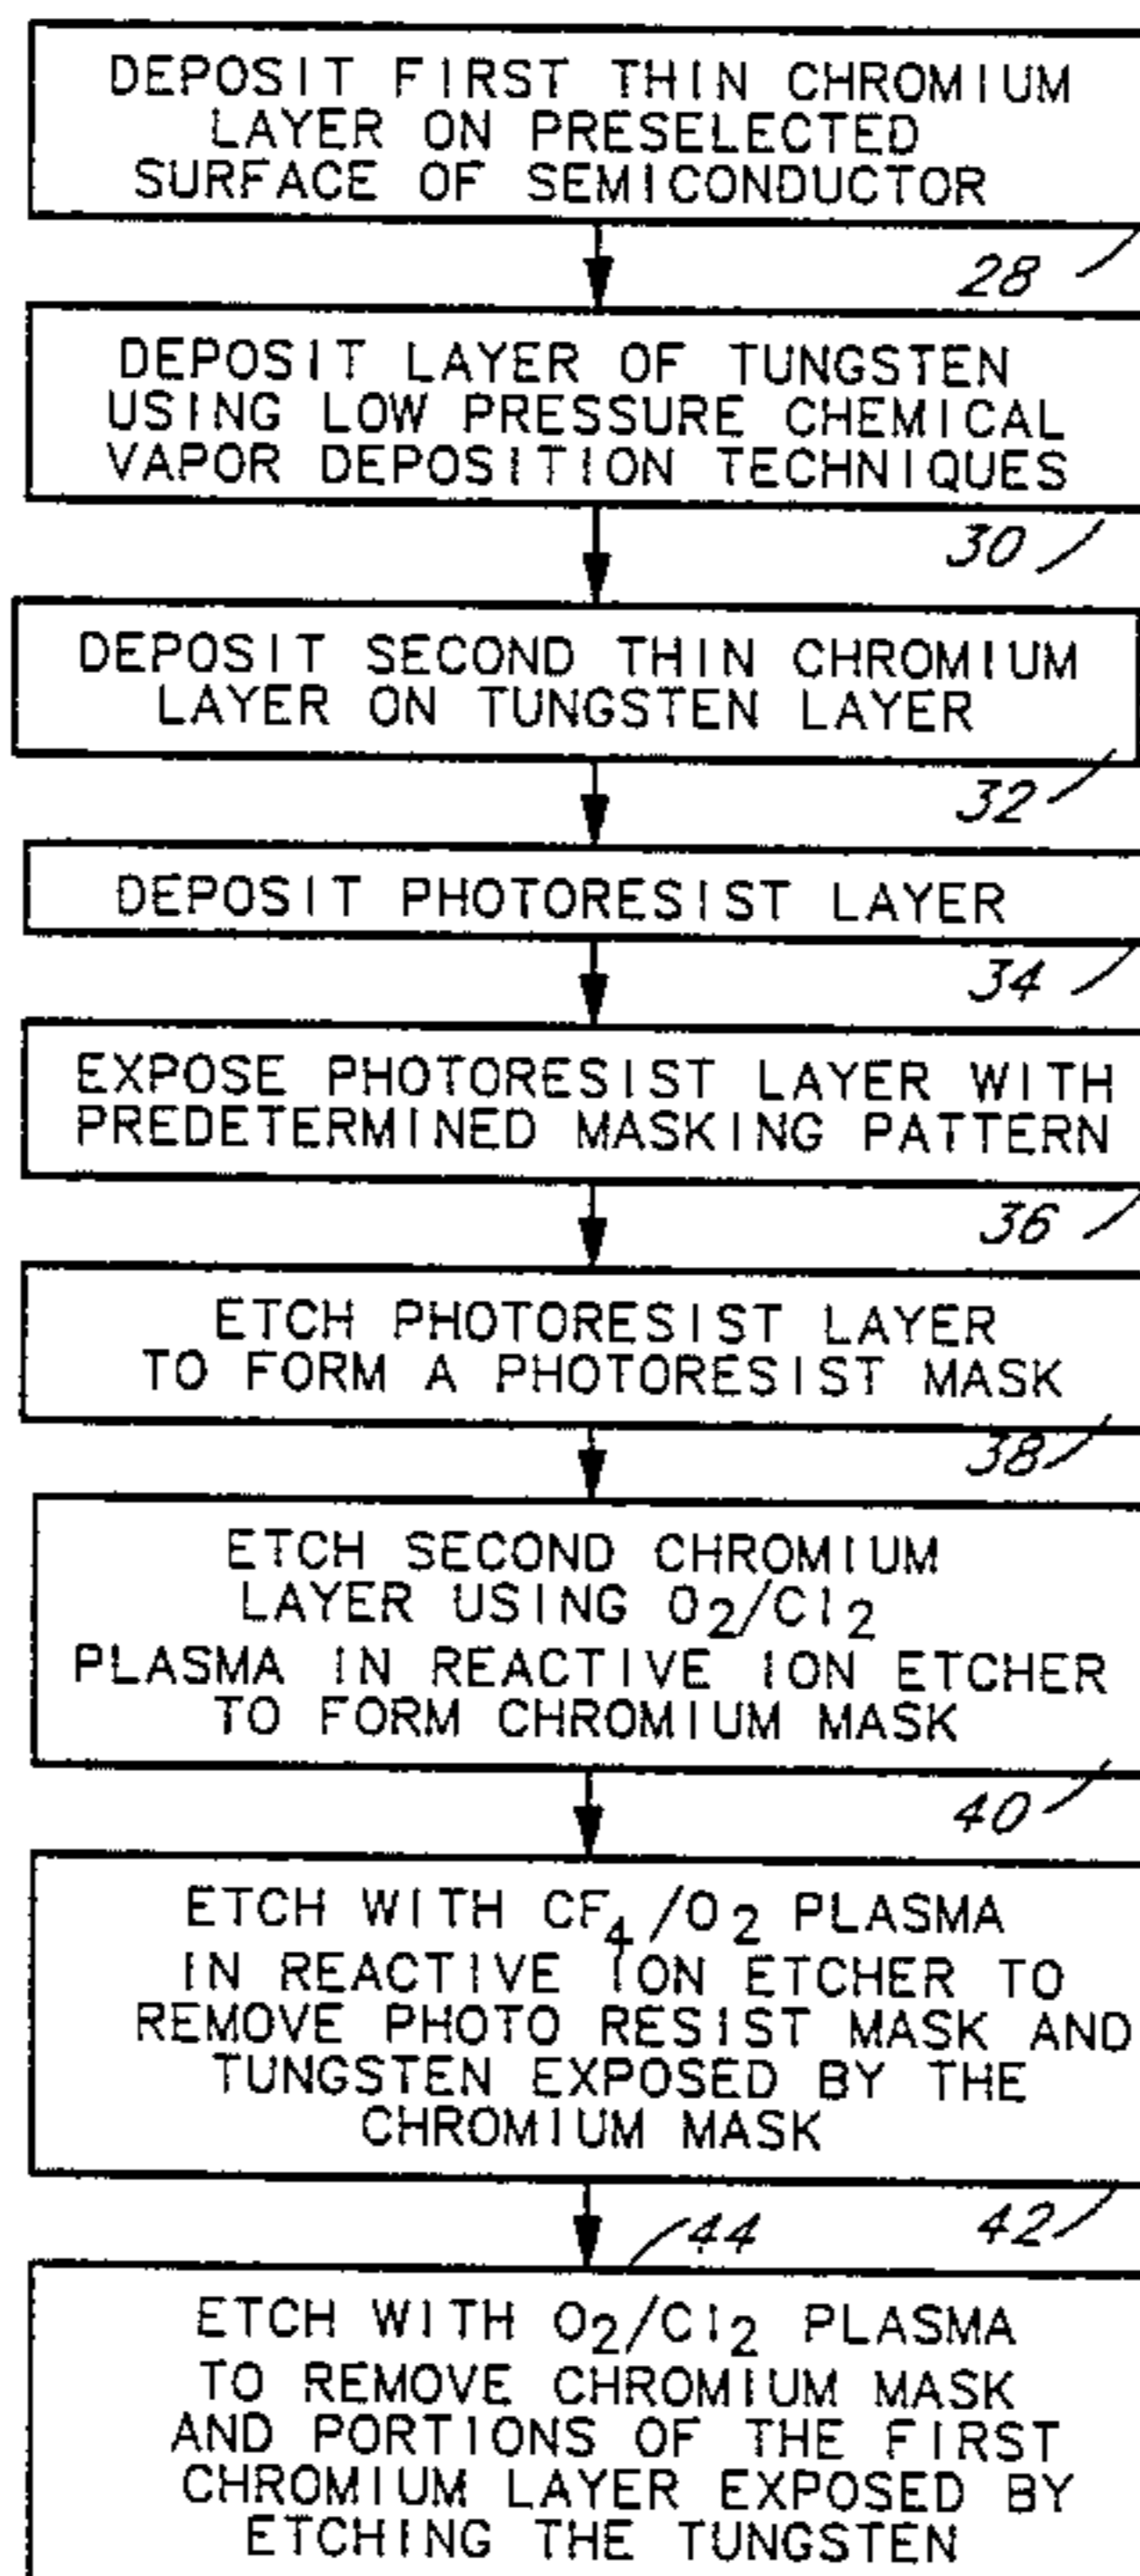 DEPOSIT FIRST THIN CHROMIUM
LAYER ON PRESELECTED
SURFACE OF SEMICONDUCTOR
28
DEPOSIT LAYER OF TUNGSTEN
USING LOW PRESSURE CHEMICAL
VAPOR DEPOSITION TECHNIQUES
30
DEPOSIT SECOND THIN CHROMIUM
LAYER ON TUNGSTEN LAYER
32
DEPOSIT PHOTORESIST LAYER
34
EXPOSE PHOTORESIST LAYER WITH
PREDETERMINED MASKING PATTERN
36
ETCH PHOTORESIST LAYER
TO FORM A PHOTORESIST MASK
38
ETCH SECOND CHROMIUM
LAYER USING O2/Cl2
PLASMA IN REACTIVE ION ETCHER
TO FORM CHROMIUM MASK
40
ETCH WITH CF4/O2 PLASMA
IN REACTIVE ION ETCHER TO
REMOVE PHOTO RESIST MASK AND
TUNGSTEN EXPOSED BY THE
CHROMIUM MASK
42
44
ETCH WITH O2/Cl2 PLASMA
TO REMOVE CHROMIUM MASK
AND PORTIONS OF THE FIRST
CHROMIUM LAYER EXPOSED BY
ETCHING THE TUNGSTEN